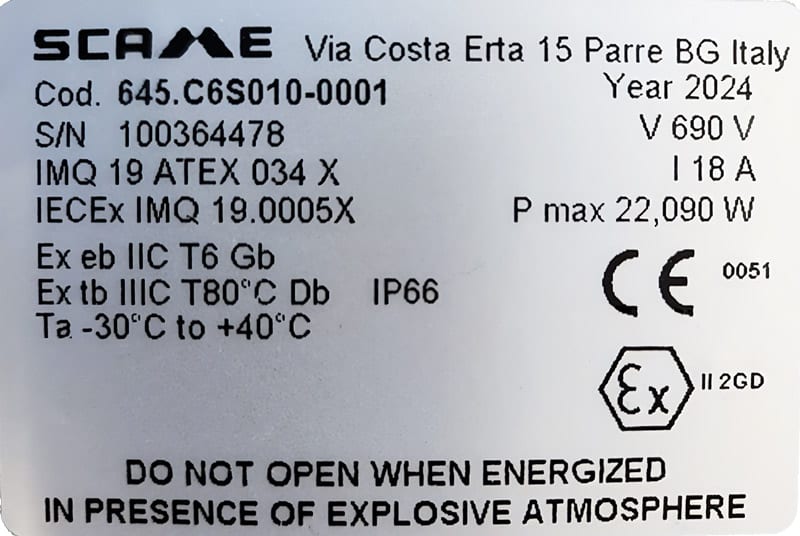 SCAME Via Costa Erta 15 Parre BG Italy
Cod. 645.C6S010-0001 Year 2024
S/N 100364478 V 690 V
IMQ 19 ATEX 034 X I 18 A
IECEx IMQ 19.0005X P max 22,090 W
Ex eb IIC T6 Gb
Ex tb IIIC T80°C Db IP66
Ta -30°C to +40°C
CE 0051
Ex II 2GD
DO NOT OPEN WHEN ENERGIZED
IN PRESENCE OF EXPLOSIVE ATMOSPHERE